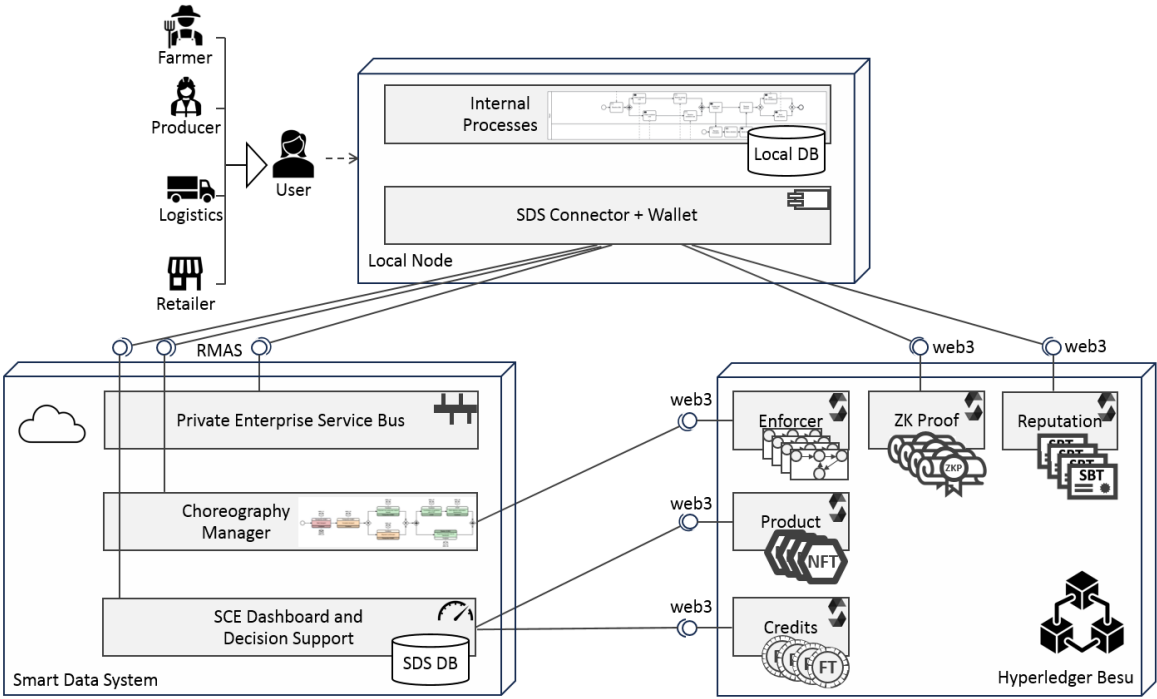 Farmer
Producer
Logistics
Retailer
User
Internal
Processes
Local DB
SDS Connector + Wallet
Local Node
RMAS
web3
web3
Private Enterprise Service Bus
Choreography
Manager
SCE Dashboard and
Decision Support
SDS DB
Smart Data System
web3
Enforcer
ZK Proof
ZKP
Reputation
SBT
SBT
SBT
web3
Product
NFT
web3
Credits
FT
Hyperledger Besu